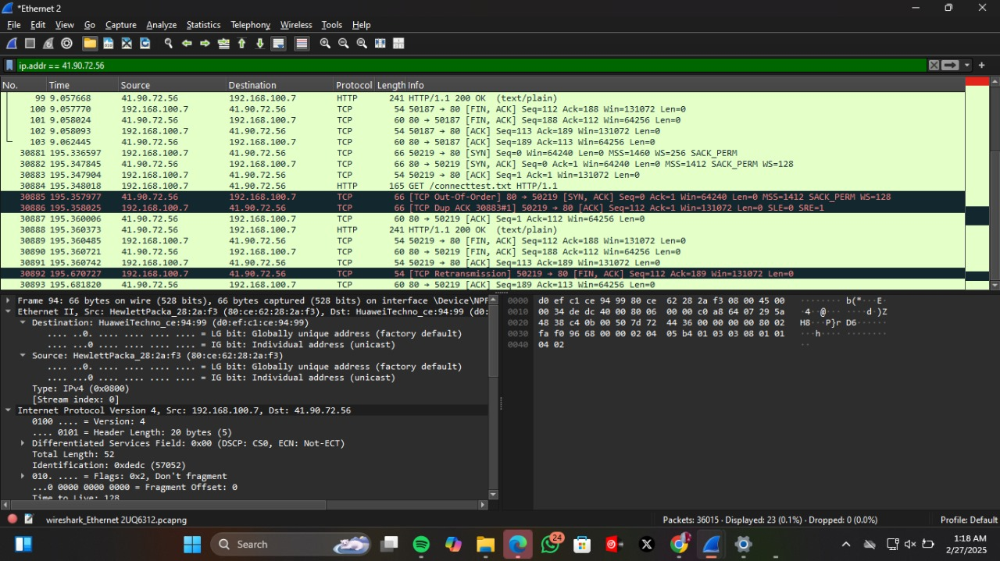 *Ethernet 2
File Edit View Go Capture Analyze Statistics Telephony Wireless Tools Help
ip.addr == 41.90.72.56
No. Time Source Destination Protocol Length Info
99 9.057668 41.90.72.56 192.168.100.7 HTTP 241 HTTP/1.1 200 OK (text/plain)
100 9.057770 192.168.100.7 41.90.72.56 TCP 54 50187 → 80 [FIN, ACK] Seq=112 Ack=188 Win=131072 Len=0
101 9.058024 41.90.72.56 192.168.100.7 TCP 60 80 → 50187 [FIN, ACK] Seq=188 Ack=112 Win=64256 Len=0
102 9.058093 192.168.100.7 41.90.72.56 TCP 54 50187 → 80 [ACK] Seq=113 Ack=189 Win=131072 Len=0
103 9.062445 41.90.72.56 192.168.100.7 TCP 60 80 → 50187 [ACK] Seq=189 Ack=113 Win=64256 Len=0
30881 195.336597 192.168.100.7 41.90.72.56 TCP 66 50219 → 80 [SYN] Seq=0 Win=64240 Len=0 MSS=1460 WS=256 SACK_PERM
30882 195.347845 41.90.72.56 192.168.100.7 TCP 66 80 → 50219 [SYN, ACK] Seq=0 Ack=1 Win=64240 Len=0 MSS=1412 SACK_PERM WS=128
30883 195.347904 192.168.100.7 41.90.72.56 TCP 54 50219 → 80 [ACK] Seq=1 Ack=1 Win=131072 Len=0
30884 195.348018 192.168.100.7 41.90.72.56 HTTP 165 GET /connecttest.txt HTTP/1.1
30885 195.357977 41.90.72.56 192.168.100.7 TCP 66 [TCP Out-Of-Order] 80 → 50219 [SYN, ACK] Seq=0 Ack=1 Win=64240 Len=0 MSS=1412 SACK_PERM WS=128
30886 195.358025 192.168.100.7 41.90.72.56 TCP 66 [TCP Dup ACK 30883#1] 50219 → 80 [ACK] Seq=112 Ack=1 Win=131072 Len=0 SLE=0 SRE=1
30887 195.360006 41.90.72.56 192.168.100.7 TCP 60 80 → 50219 [ACK] Seq=1 Ack=112 Win=64256 Len=0
30888 195.360373 41.90.72.56 192.168.100.7 HTTP 241 HTTP/1.1 200 OK (text/plain)
30889 195.360485 192.168.100.7 41.90.72.56 TCP 54 50219 → 80 [FIN, ACK] Seq=112 Ack=188 Win=131072 Len=0
30890 195.360721 41.90.72.56 192.168.100.7 TCP 60 80 → 50219 [FIN, ACK] Seq=188 Ack=112 Win=64256 Len=0
30891 195.360742 192.168.100.7 41.90.72.56 TCP 54 50219 → 80 [ACK] Seq=113 Ack=189 Win=131072 Len=0
30892 195.670727 192.168.100.7 41.90.72.56 TCP 54 [TCP Retransmission] 50219 → 80 [FIN, ACK] Seq=112 Ack=189 Win=131072 Len=0
30893 195.681820 41.90.72.56 192.168.100.7 TCP 60 80 → 50219 [ACK] Seq=189 Ack=113 Win=64256 Len=0
Frame 94: 66 bytes on wire (528 bits), 66 bytes captured (528 bits) on interface \Device\NPF
Ethernet II, Src: HewlettPacka_28:2a:f3 (80:ce:62:28:2a:f3), Dst: HuaweiTechno_ce:94:99 (d0:
Destination: HuaweiTechno_ce:94:99 (d0:ef:c1:ce:94:99)
.... ..0. .... .... .... .... = LG bit: Globally unique address (factory default)
.... ...0 .... .... .... .... = IG bit: Individual address (unicast)
Source: HewlettPacka_28:2a:f3 (80:ce:62:28:2a:f3)
.... ..0. .... .... .... .... = LG bit: Globally unique address (factory default)
.... ...0 .... .... .... .... = IG bit: Individual address (unicast)
Type: IPv4 (0x0800)
[Stream index: 0]
Internet Protocol Version 4, Src: 192.168.100.7, Dst: 41.90.72.56
0100 .... = Version: 4
.... 0101 = Header Length: 20 bytes (5)
Differentiated Services Field: 0x00 (DSCP: CS0, ECN: Not-ECT)
Total Length: 52
Identification: 0xdedc (57052)
010. .... = Flags: 0x2, Don't fragment
...0 0000 0000 0000 = Fragment Offset: 0
Time to Live: 128
0000 d0 ef c1 ce 94 99 80 ce 62 28 2a f3 08 00 45 00 ········ b(*···E·
0010 00 34 de dc 40 00 80 06 00 00 c0 a8 64 07 29 5a ·4··@··· ····d·)Z
0020 48 38 c4 0b 00 50 7d 72 44 36 00 00 00 00 80 02 H8···P}r D6······
0030 fa f0 96 68 00 00 02 04 05 b4 01 03 03 08 01 01 ···h···· ········
0040 04 02 ··
wireshark_Ethernet 2UQ6312.pcapng
Packets: 36015 · Displayed: 23 (0.1%) · Dropped: 0 (0.0%)
Profile: Default
Search
24
1:18 AM
2/27/2025